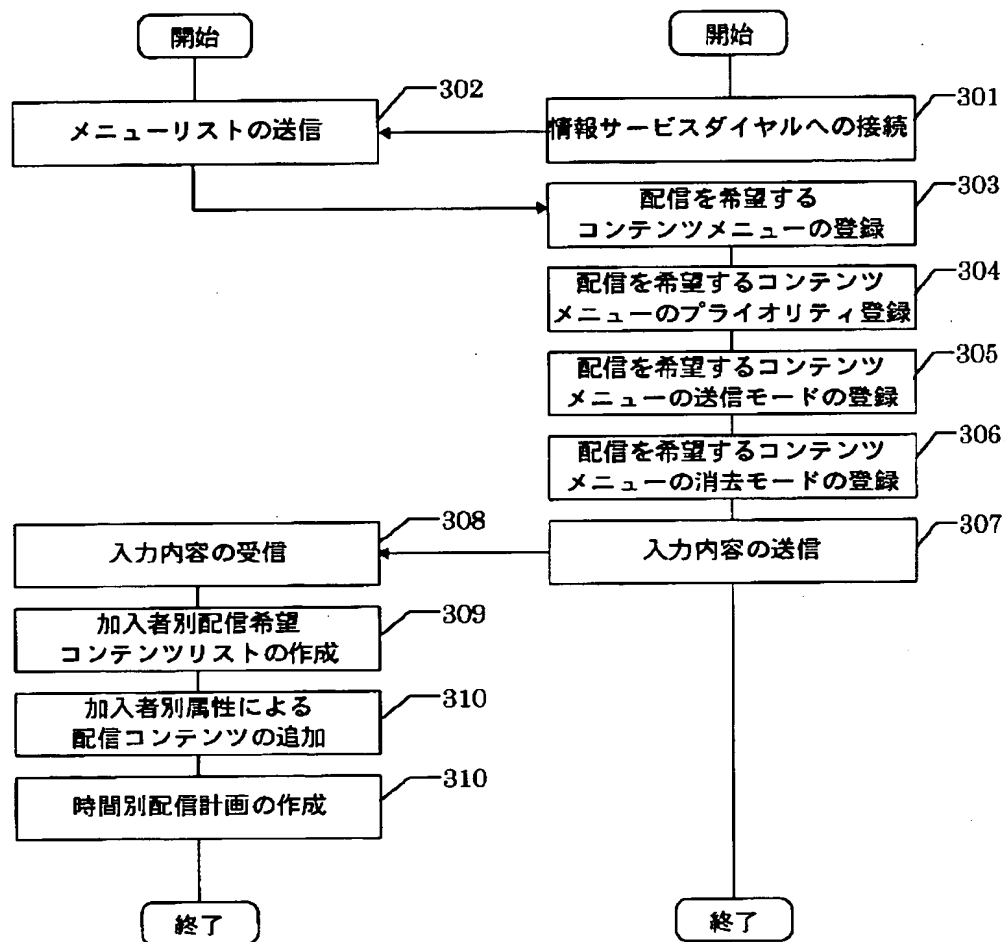 開始
開始
302
メニューリストの送信
301
情報サービスダイヤルへの接続
303
配信を希望する
コンテンツメニューの登録
304
配信を希望するコンテンツ
メニューのプライオリティ登録
305
配信を希望するコンテンツ
メニューの送信モードの登録
306
配信を希望するコンテンツ
メニューの消去モードの登録
307
入力内容の送信
308
入力内容の受信
309
加入者別配信希望
コンテンツリストの作成
310
加入者別属性による
配信コンテンツの追加
310
時間別配信計画の作成
終了
終了